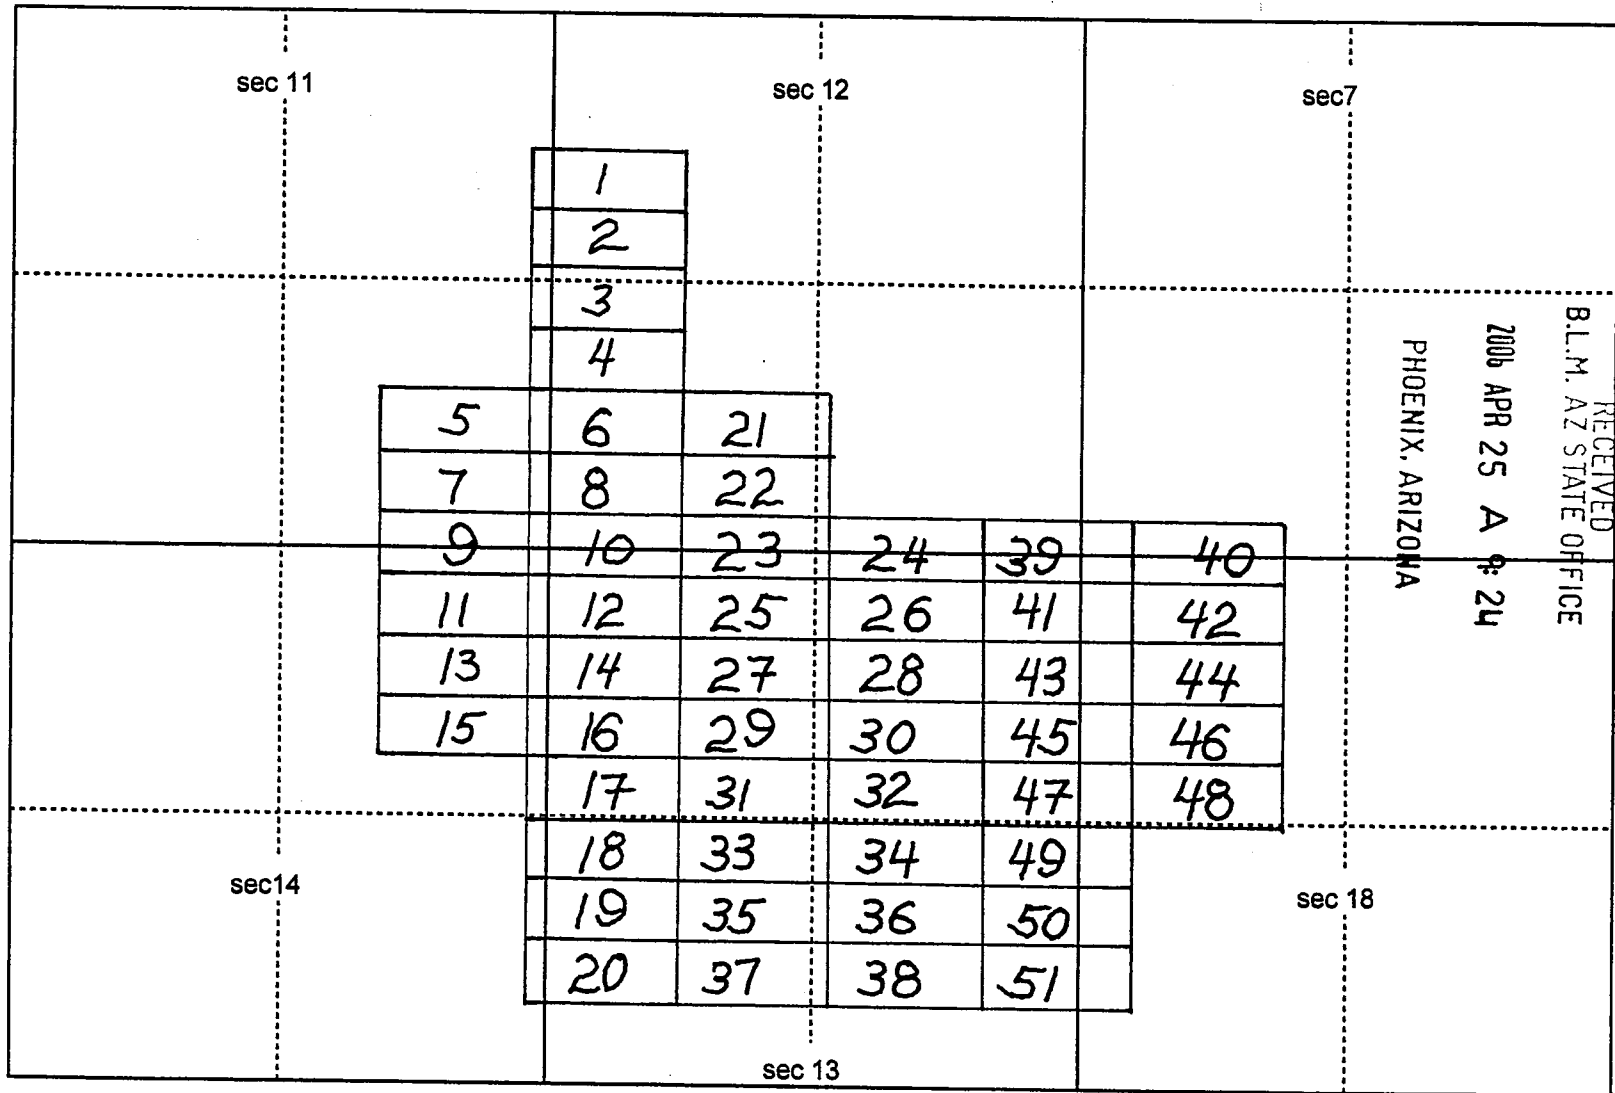 sec 11 sec 12 sec7
1
2
3
4
5 6 21
7 8 22
9 10 23 24 39 40
11 12 25 26 41 42
13 14 27 28 43 44
15 16 29 30 45 46
17 31 32 47 48
18 33 34 49
19 35 36 50
20 37 38 51
sec14 sec 18
sec 13
RECEIVED
B.L.M. AZ STATE OFFICE
2006 APR 25 A 9:24
PHOENIX, ARIZONA